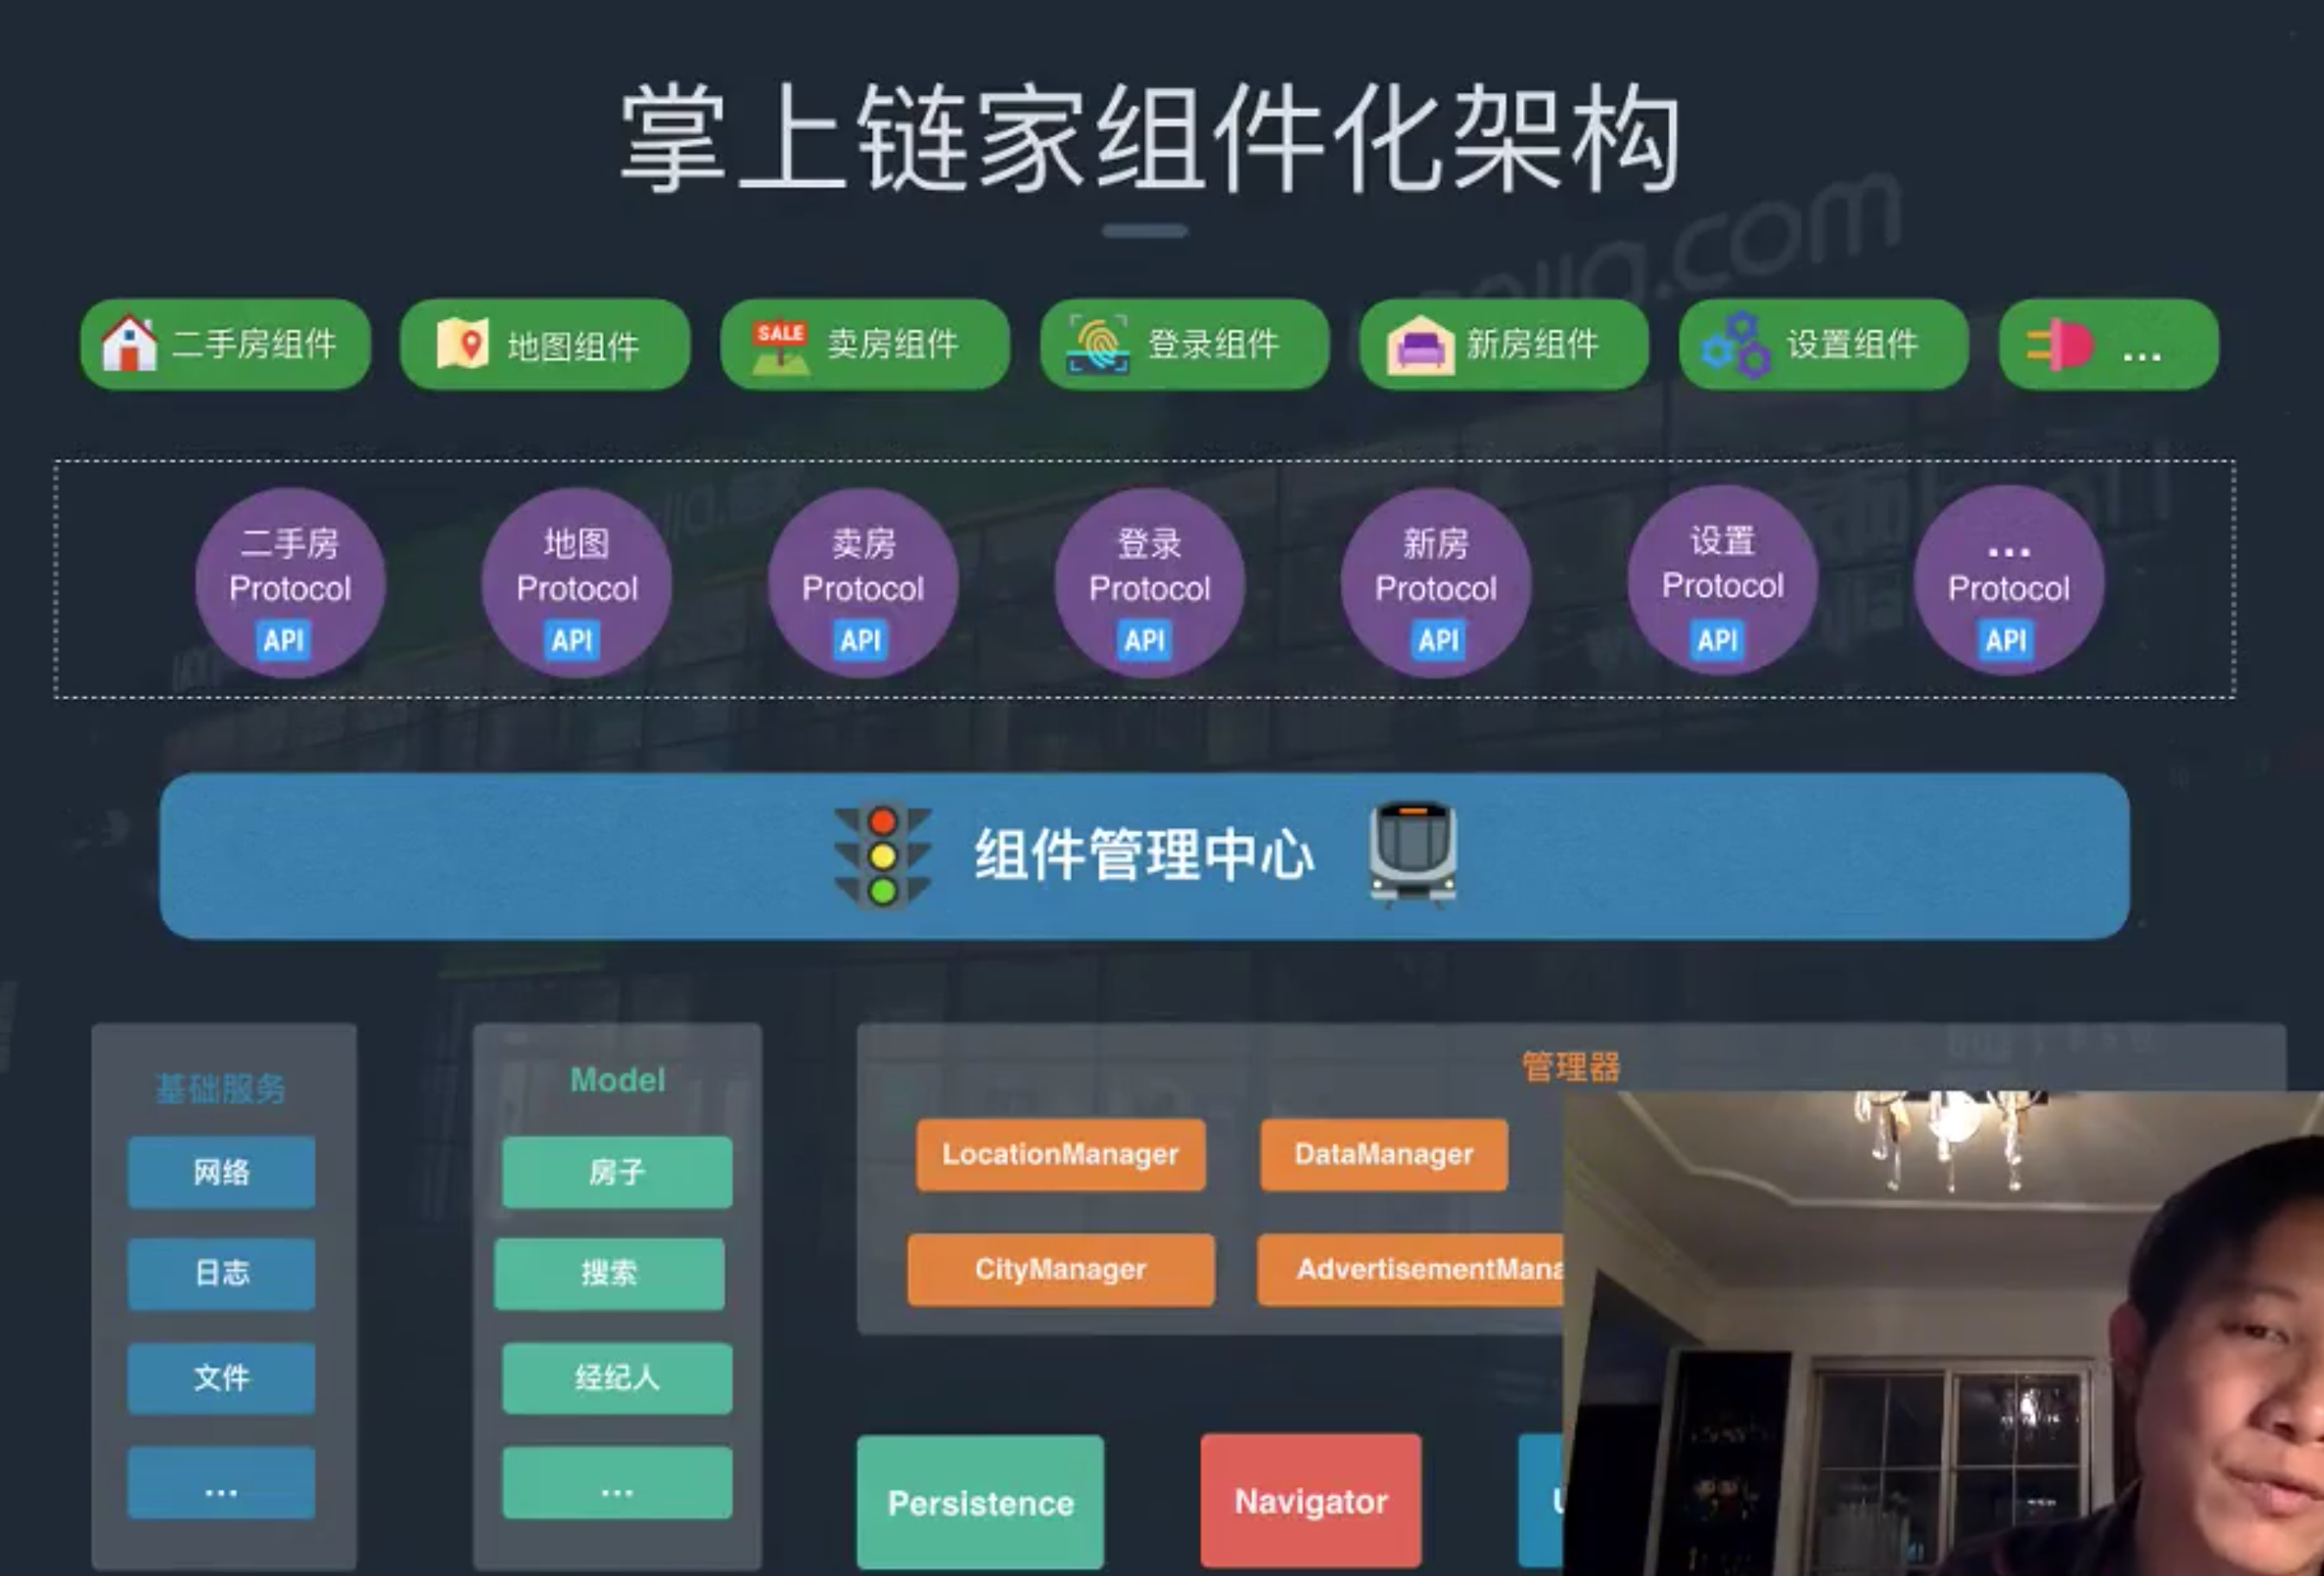 掌上链家组件化架构
二手房组件
地图组件
SALE
卖房组件
登录组件
新房组件
设置组件
...
二手房
Protocol
API
地图
Protocol
API
卖房
Protocol
API
登录
Protocol
API
新房
Protocol
API
设置
Protocol
API
...
Protocol
API
组件管理中心
基础服务
网络
日志
文件
...
Model
房子
搜索
经纪人
...
管理器
LocationManager
DataManager
CityManager
AdvertisementMana
Persistence
Navigator